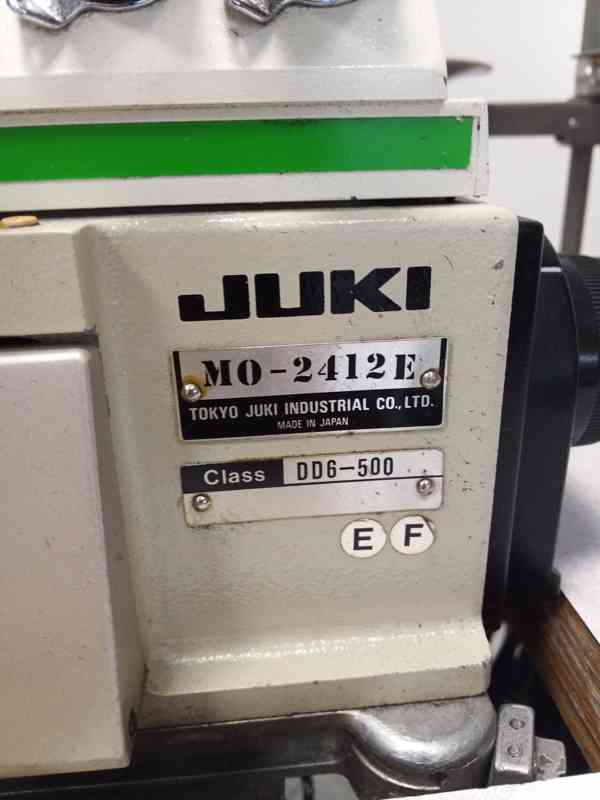 JUKI
MO-2412E
TOKYO JUKI INDUSTRIAL CO., LTD.
MADE IN JAPAN
Class DD6-500
E F